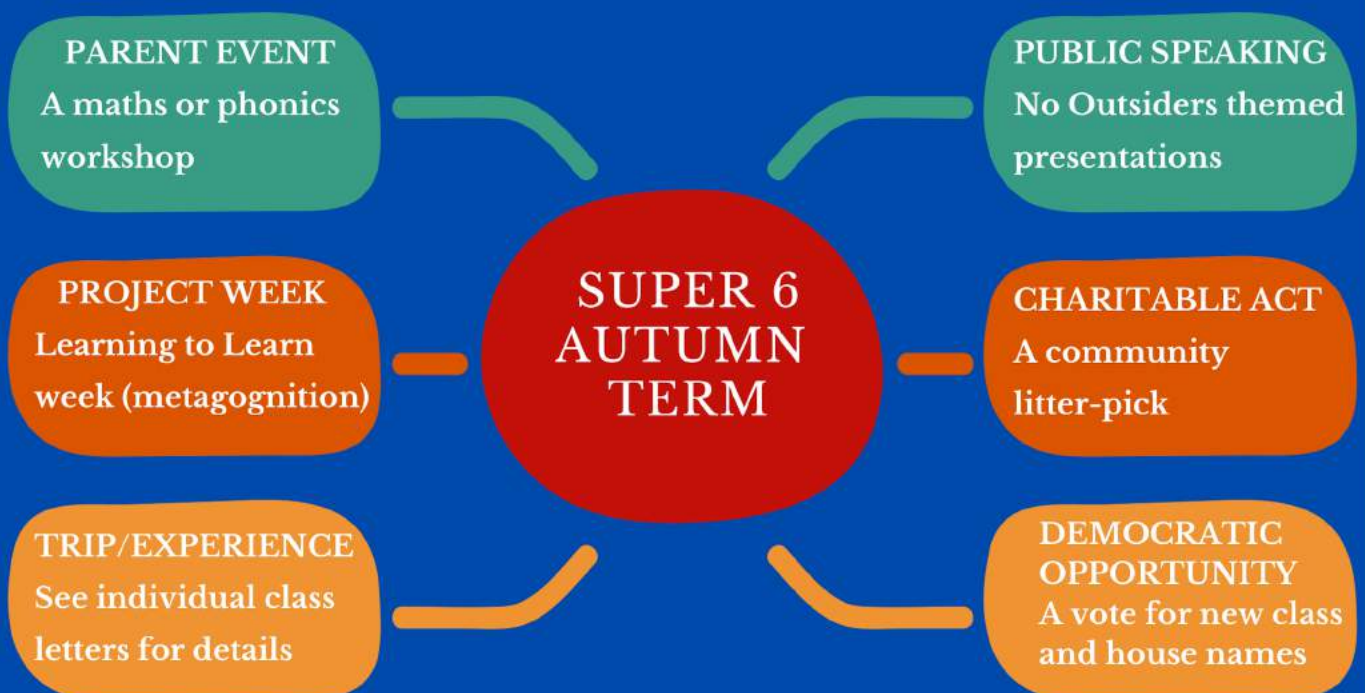 PARENT EVENT
A maths or phonics
workshop
PUBLIC SPEAKING
No Outsiders themed
presentations
PROJECT WEEK
Learning to Learn
week (metagognition)
SUPER 6
AUTUMN
TERM
CHARITABLE ACT
A community
litter-pick
TRIP/EXPERIENCE
See individual class
letters for details
DEMOCRATIC
OPPORTUNITY
A vote for new class
and house names